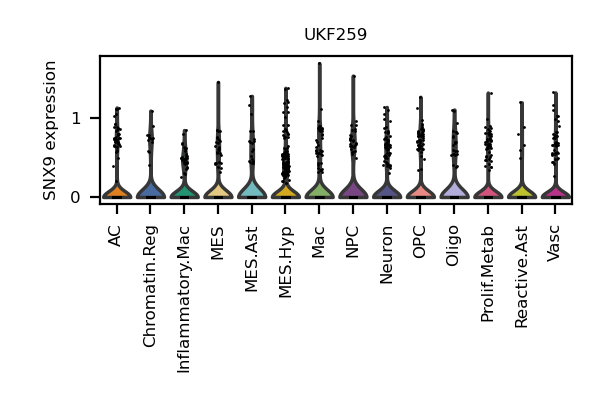 UKF259
SNX9 expression
1
0
AC
Chromatin.Reg
Inflammatory.Mac
MES
MES.Ast
MES.Hyp
Mac
NPC
Neuron
OPC
Oligo
Prolif.Metab
Reactive.Ast
Vasc